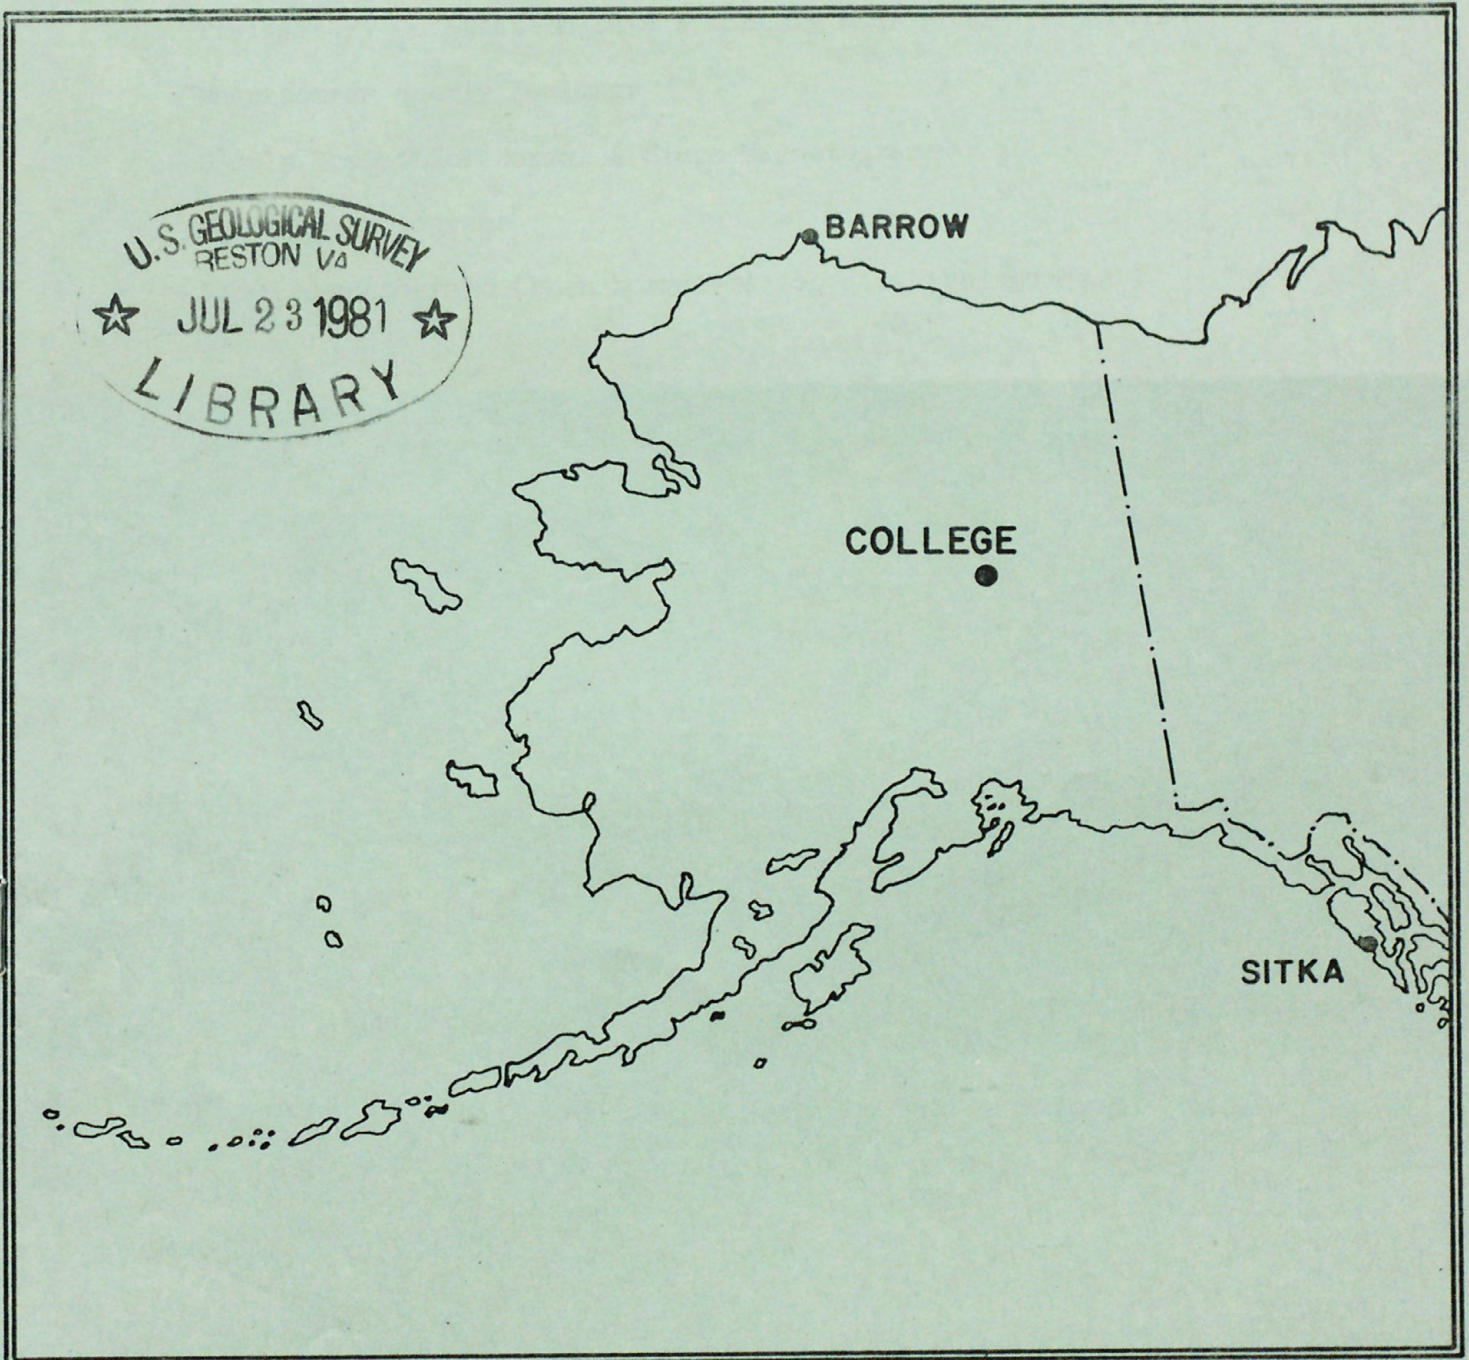 U.S. GEOLOGICAL SURVEY
RESTON VA
☆ JUL 23 1981 ☆
LIBRARY
BARROW
COLLEGE
SITKA